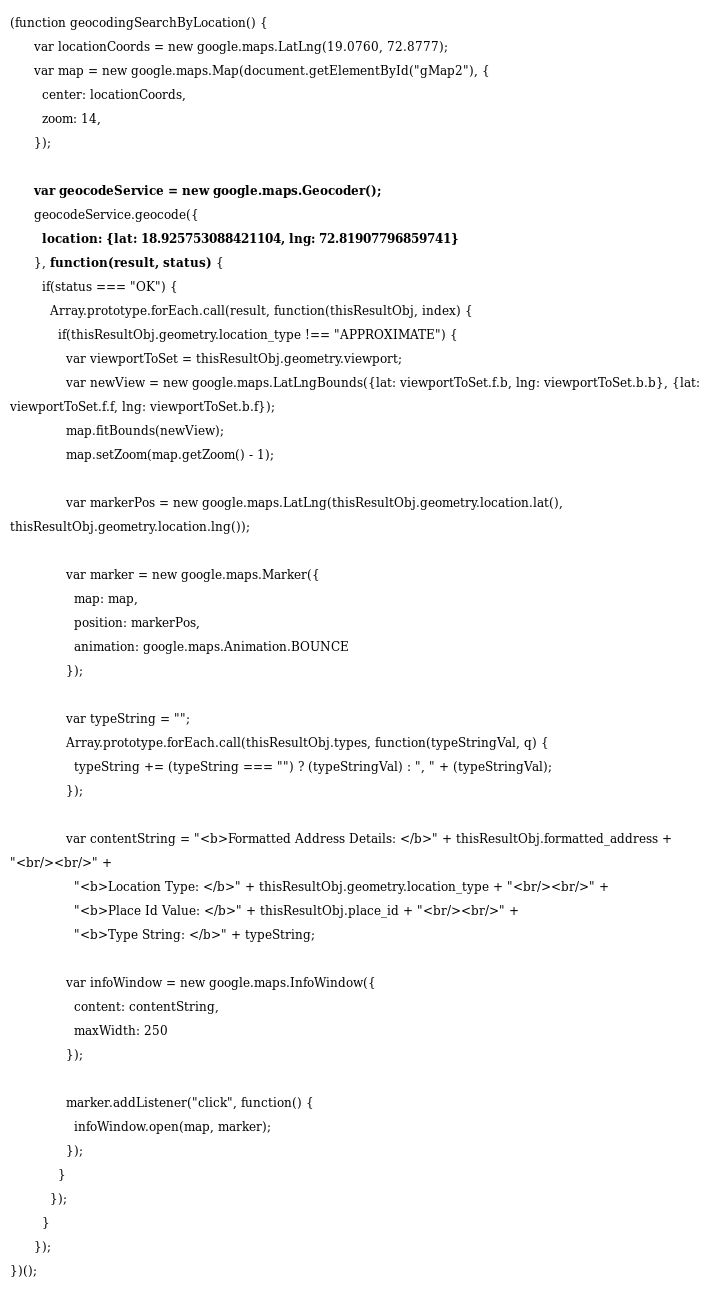 (function geocodingSearchByLocation() {
var locationCoords = new google.maps.LatLng(19.0760, 72.8777);
var map = new google.maps.Map(document.getElementById("gMap2"), {
center: locationCoords,
zoom: 14,
});
var geocodeService = new google.maps.Geocoder();
geocodeService.geocode({
location: {lat: 18.925753088421104, lng: 72.81907796859741}
}, function(result, status) {
if(status === "OK") {
Array.prototype.forEach.call(result, function(thisResultObj, index) {
if(thisResultObj.geometry.location_type !== "APPROXIMATE") {
var viewportToSet = thisResultObj.geometry.viewport;
var newView = new google.maps.LatLngBounds({lat: viewportToSet.f.b, lng: viewportToSet.b.b}, {lat:
viewportToSet.f.f, lng: viewportToSet.b.f});
map.fitBounds(newView);
map.setZoom(map.getZoom() - 1);
var markerPos = new google.maps.LatLng(thisResultObj.geometry.location.lat(),
thisResultObj.geometry.location.lng());
var marker = new google.maps.Marker({
map: map,
position: markerPos,
animation: google.maps.Animation.BOUNCE
});
var typeString = "";
Array.prototype.forEach.call(thisResultObj.types, function(typeStringVal, q) {
typeString += (typeString === "") ? (typeStringVal) : ", " + (typeStringVal);
});
var contentString = "<b>Formatted Address Details: </b>" + thisResultObj.formatted_address +
"<br/><br/>" +
"<b>Location Type: </b>" + thisResultObj.geometry.location_type + "<br/><br/>" +
"<b>Place Id Value: </b>" + thisResultObj.place_id + "<br/><br/>" +
"<b>Type String: </b>" + typeString;
var infoWindow = new google.maps.InfoWindow({
content: contentString,
maxWidth: 250
});
marker.addListener("click", function() {
infoWindow.open(map, marker);
});
}
});
}
});
})();